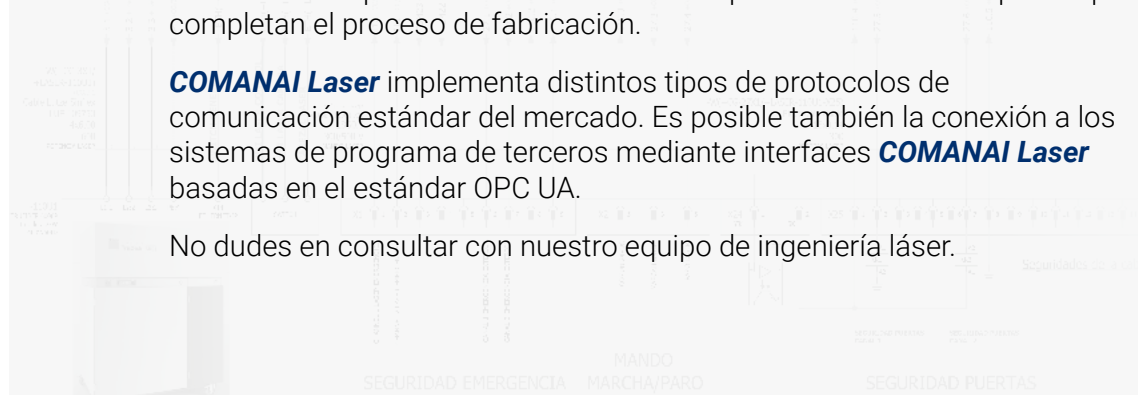 completan el proceso de fabricación.
COMANAI Laser implementa distintos tipos de protocolos de
comunicación estándar del mercado. Es posible también la conexión a los
sistemas de programa de terceros mediante interfaces COMANAI Laser
basadas en el estándar OPC UA.
No dudes en consultar con nuestro equipo de ingeniería láser.
MANDO
SEGURIDAD EMERGENCIA MARCHA/PARO SEGURIDAD PUERTAS